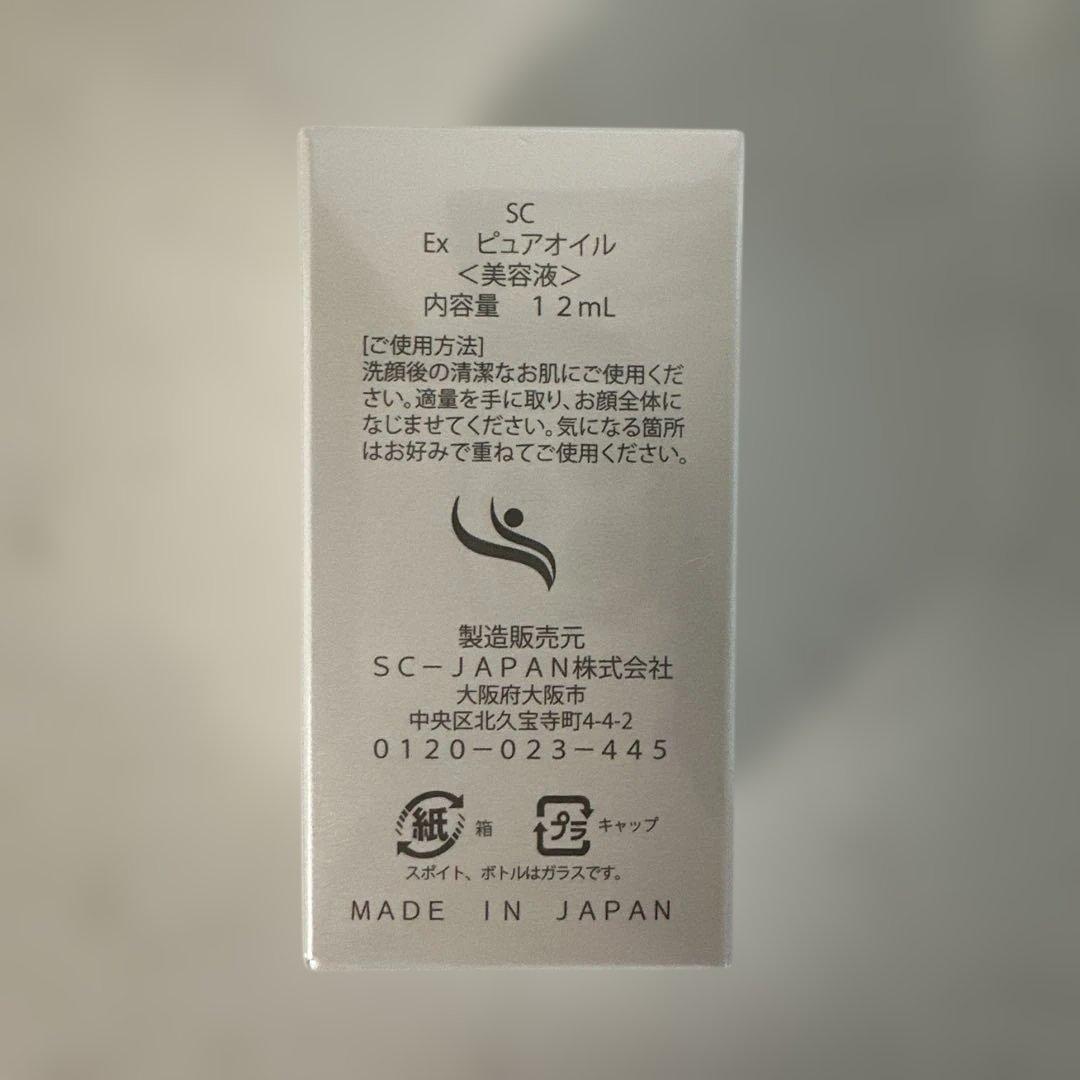 SC
Ex　ピュアオイル
＜美容液＞
内容量　１２mL
[ご使用方法]
洗顔後の清潔なお肌にご使用くだ
さい。適量を手に取り、お顔全体に
なじませてください。気になる箇所
はお好みで重ねてご使用ください。
製造販売元
ＳＣ－ＪＡＰＡＮ株式会社
大阪府大阪市
中央区北久宝寺町4-4-2
０１２０－０２３－４４５
紙 箱
プラ キャップ
スポイト、ボトルはガラスです。
ＭＡＤＥ　ＩＮ　ＪＡＰＡＮ